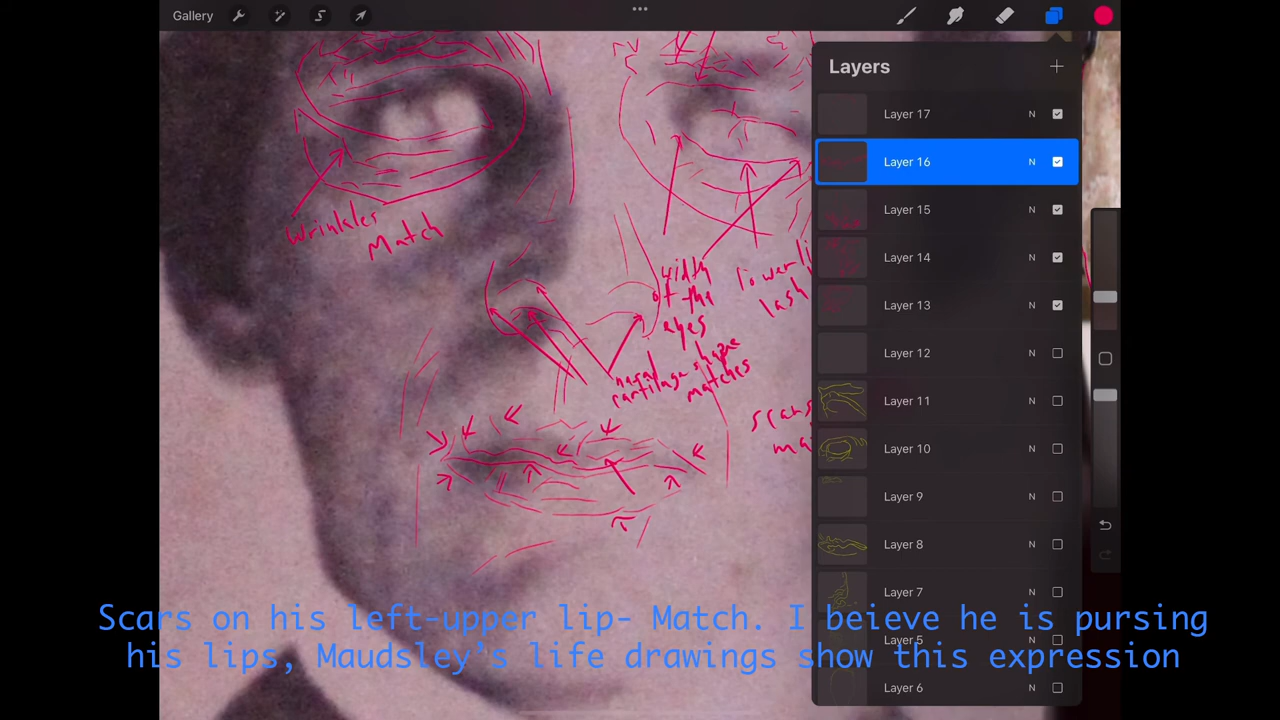 Gallery
Layers
Layer 17 N
Layer 16 N
Layer 15 N
Layer 14 N
Layer 13 N
Layer 12 N
Layer 11 N
Layer 10 N
Layer 9 N
Layer 8 N
Layer 7 N
Layer 5 N
Layer 6 N
Wrinkles
Match
width
of the
eyes
lash
nasal shape
cartilage matches
scars
Scars on his left-upper lip- Match. I beieve he is pursing
his lips, Maudsley’s life drawings show this expression